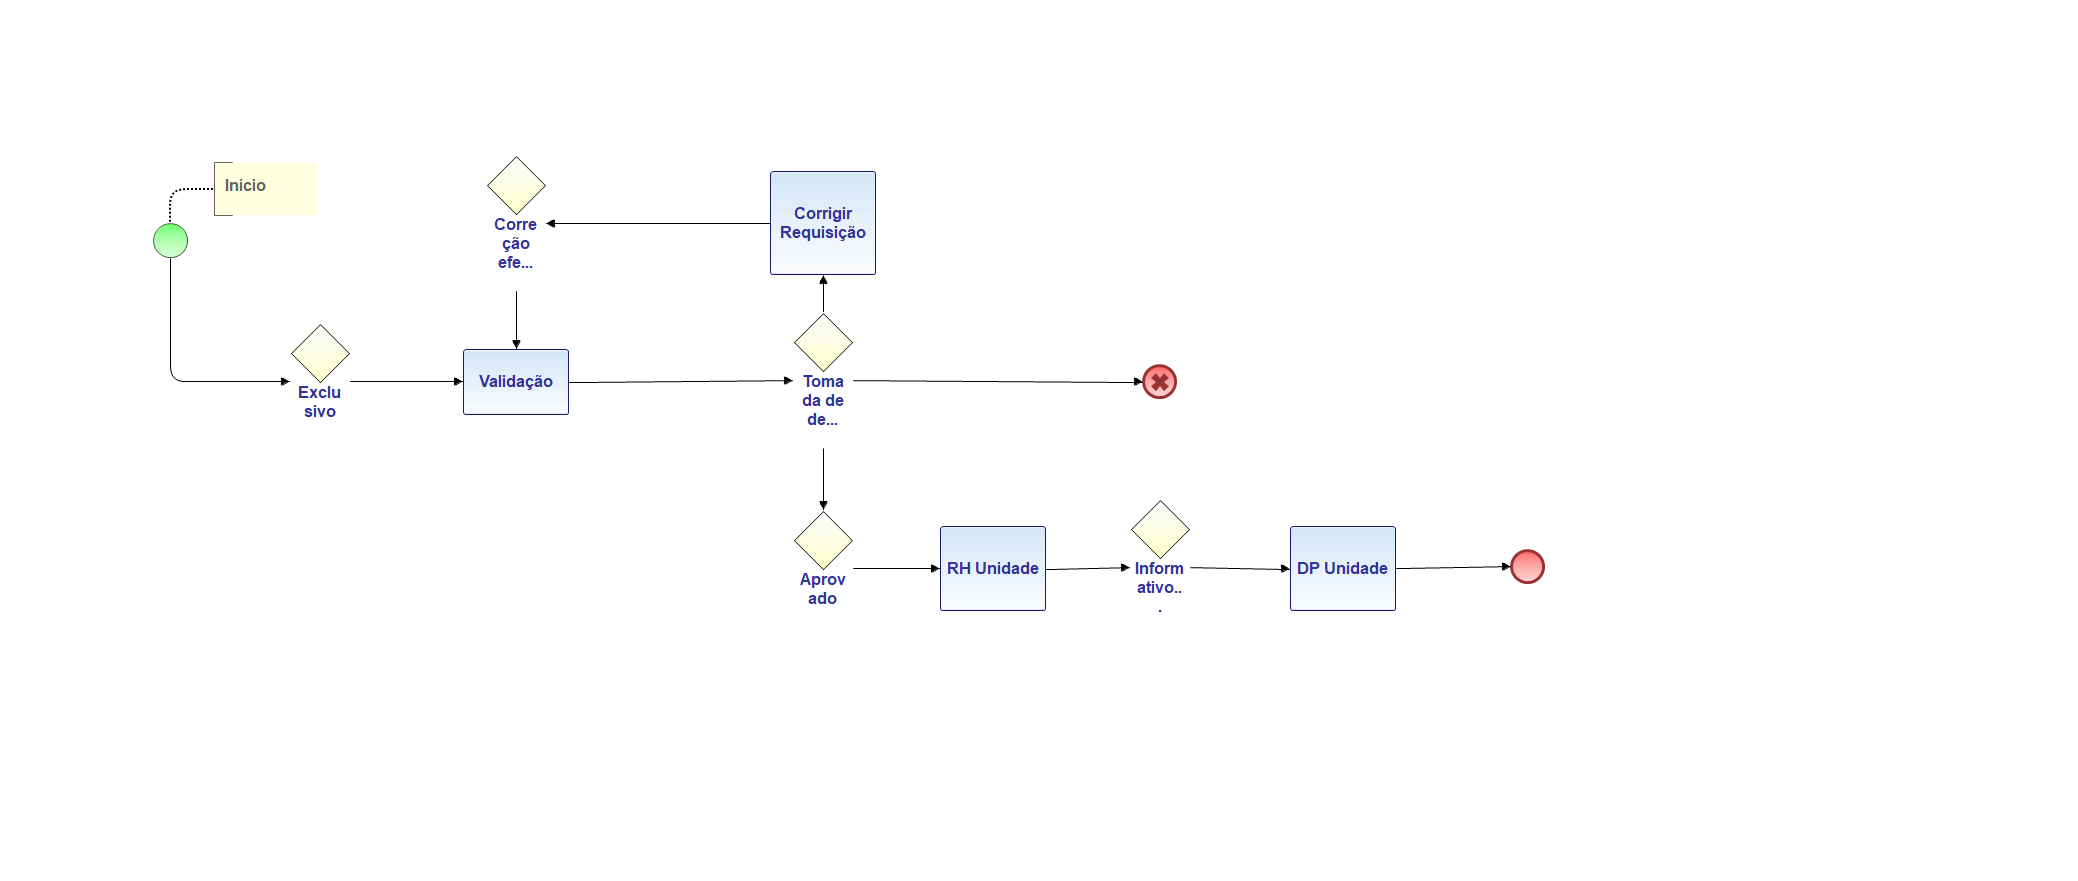 Início
Corre
ção
efe...
Corrigir
Requisição
Exclu
sivo
Validação
Toma
da de
de...
Aprov
ado
RH Unidade
Inform
ativo..
.
DP Unidade